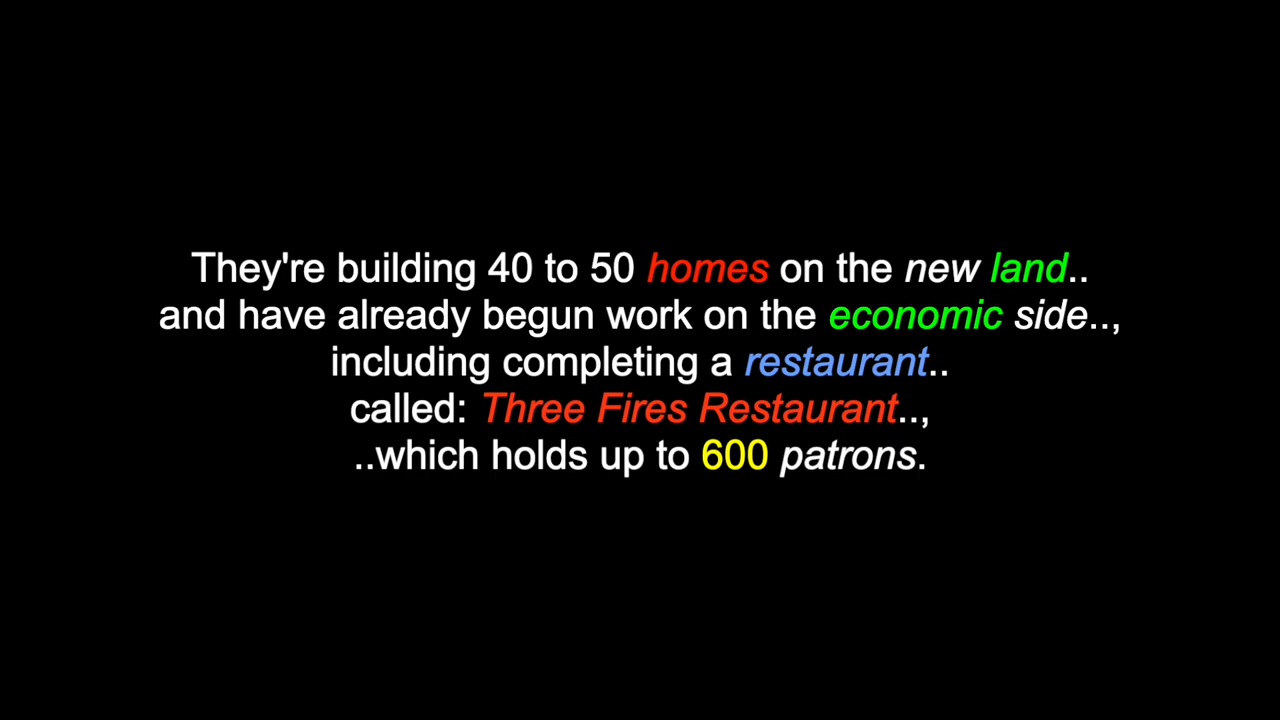 They're building 40 to 50 homes on the new land..
and have already begun work on the economic side..,
including completing a restaurant..
called: Three Fires Restaurant..,
..which holds up to 600 patrons.